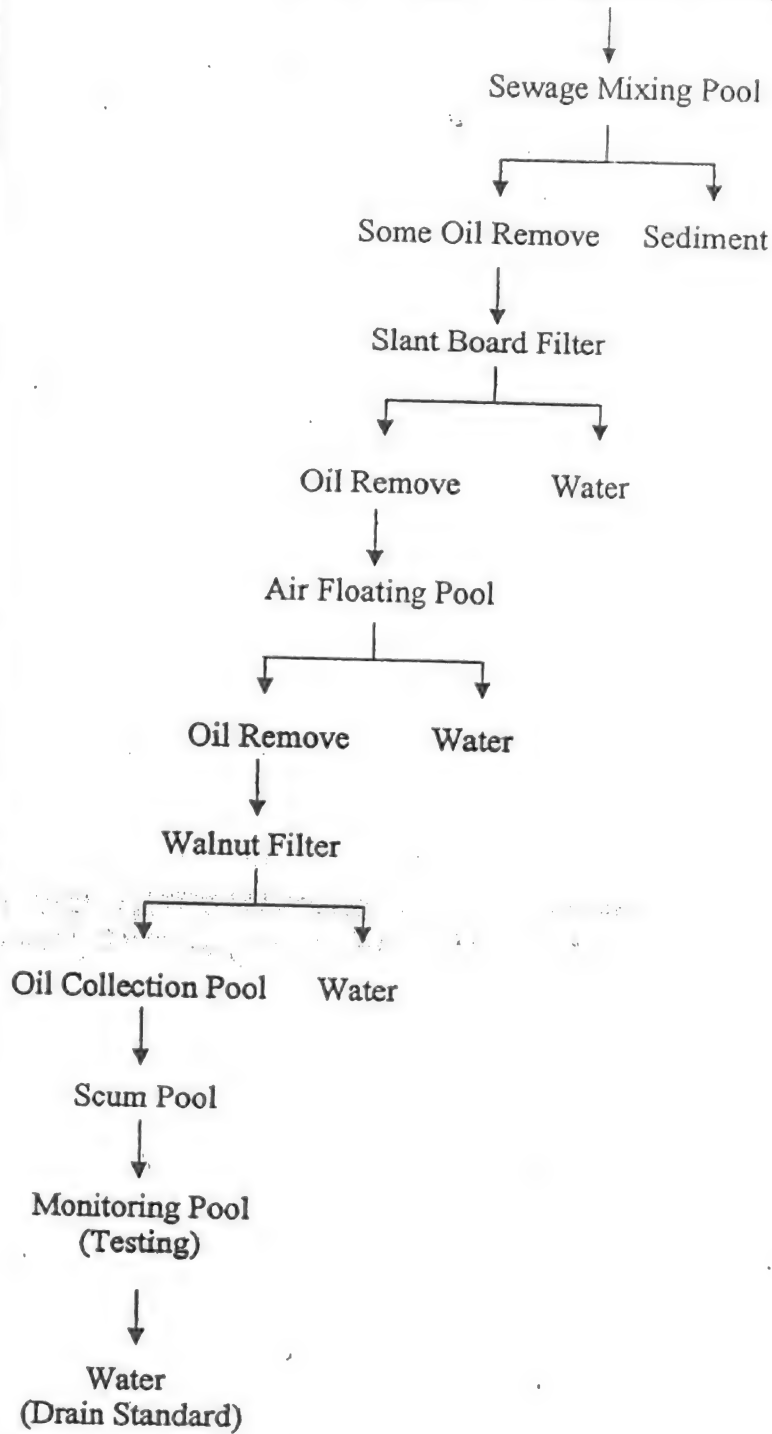 Sewage Mixing Pool
Some Oil Remove Sediment
Slant Board Filter
Oil Remove Water
Air Floating Pool
Oil Remove Water
Walnut Filter
Oil Collection Pool Water
Scum Pool
Monitoring Pool
(Testing)
Water
(Drain Standard)